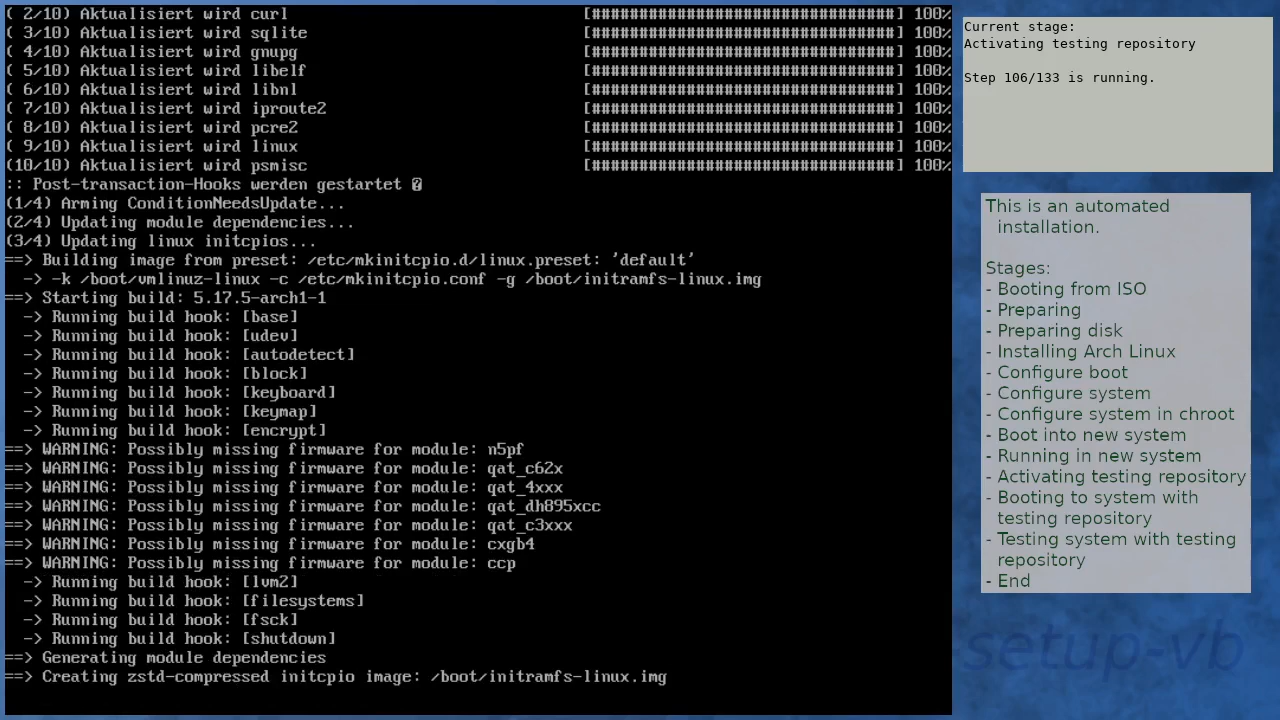 ( 2/10) Aktualisiert wird curl [################################] 100%
( 3/10) Aktualisiert wird sqlite [################################] 100%
( 4/10) Aktualisiert wird gnupg [################################] 100%
( 5/10) Aktualisiert wird libelf [################################] 100%
( 6/10) Aktualisiert wird libnl [################################] 100%
( 7/10) Aktualisiert wird iproute2 [################################] 100%
( 8/10) Aktualisiert wird pcre2 [################################] 100%
( 9/10) Aktualisiert wird linux [################################] 100%
(10/10) Aktualisiert wird psmisc [################################] 100%
:: Post-transaction-Hooks werden gestartet �
(1/4) Arming ConditionNeedsUpdate...
(2/4) Updating module dependencies...
(3/4) Updating linux initcpios...
==> Building image from preset: /etc/mkinitcpio.d/linux.preset: 'default'
-> -k /boot/vmlinuz-linux -c /etc/mkinitcpio.conf -g /boot/initramfs-linux.img
==> Starting build: 5.17.5-arch1-1
-> Running build hook: [base]
-> Running build hook: [udev]
-> Running build hook: [autodetect]
-> Running build hook: [block]
-> Running build hook: [keyboard]
-> Running build hook: [keymap]
-> Running build hook: [encrypt]
==> WARNING: Possibly missing firmware for module: n5pf
==> WARNING: Possibly missing firmware for module: qat_c62x
==> WARNING: Possibly missing firmware for module: qat_4xxx
==> WARNING: Possibly missing firmware for module: qat_dh895xcc
==> WARNING: Possibly missing firmware for module: qat_c3xxx
==> WARNING: Possibly missing firmware for module: cxgb4
==> WARNING: Possibly missing firmware for module: ccp
-> Running build hook: [lvm2]
-> Running build hook: [filesystems]
-> Running build hook: [fsck]
-> Running build hook: [shutdown]
==> Generating module dependencies
==> Creating zstd-compressed initcpio image: /boot/initramfs-linux.img
Current stage:
Activating testing repository
Step 106/133 is running.
This is an automated
installation.
Stages:
- Booting from ISO
- Preparing
- Preparing disk
- Installing Arch Linux
- Configure boot
- Configure system
- Configure system in chroot
- Boot into new system
- Running in new system
- Activating testing repository
- Booting to system with
testing repository
- Testing system with testing
repository
- End
-setup-vb